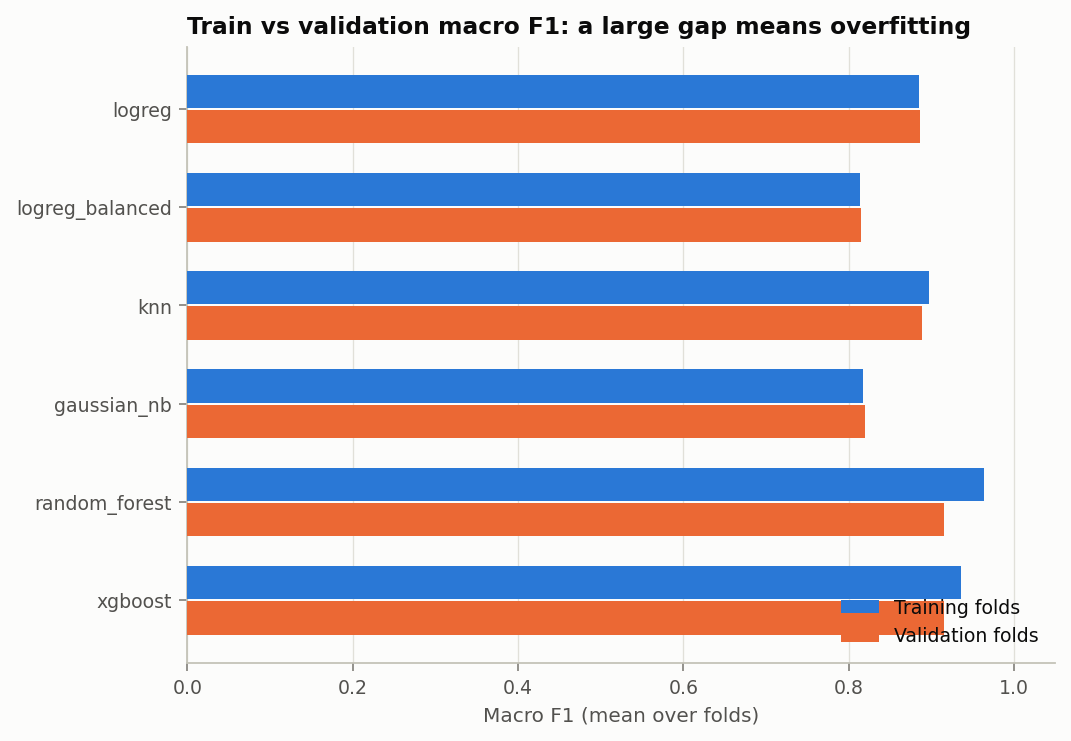 Train vs validation macro F1: a large gap means overfitting
logreg
logreg_balanced
knn
gaussian_nb
random_forest
xgboost
Training folds
Validation folds
0.0 0.2 0.4 0.6 0.8 1.0
Macro F1 (mean over folds)